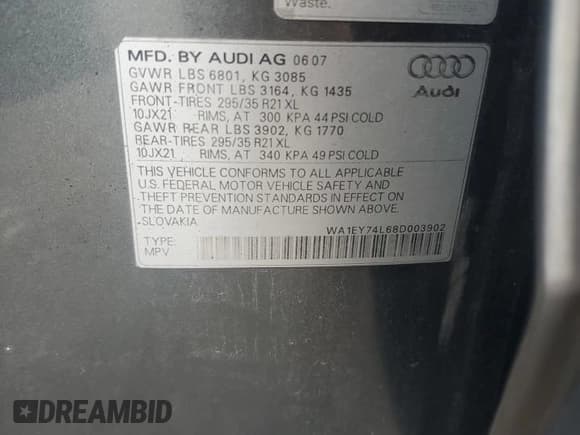 Waste.
MFD. BY AUDI AG 06 07
GVWR LBS 6801, KG 3085
GAWR FRONT LBS 3164, KG 1435
FRONT-TIRES 295/35 R21 XL
10JX21 RIMS, AT 300 KPA 44 PSI COLD
GAWR REAR LBS 3902, KG 1770
REAR-TIRES 295/35 R21 XL
10JX21 RIMS, AT 340 KPA 49 PSI COLD
Audi
THIS VEHICLE CONFORMS TO ALL APPLICABLE
U.S. FEDERAL MOTOR VEHICLE SAFETY AND
THEFT PREVENTION STANDARDS IN EFFECT ON
THE DATE OF MANUFACTURE SHOWN ABOVE.
SLOVAKIA
WA1EY74L68D003902
TYPE:
MPV
DREAMBID
DREAMBID.COM